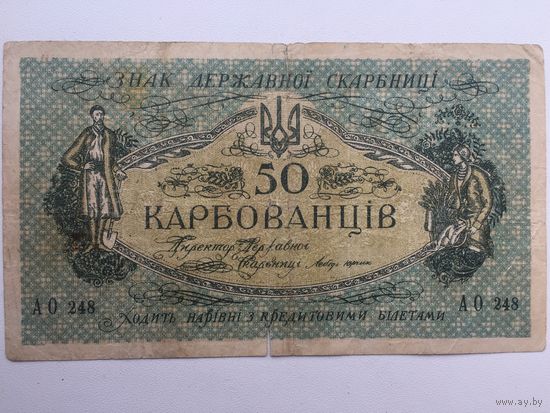 ЗНАК ДЕРЖАВНОЇ СКАРБНИЦІ
50
КАРБОВАНЦІВ
Директор Державної
Скарбниці
АО 248
АО 248
ХОДИТЬ НАРІВНІ З КРЕДИТОВИМИ БІЛЕТАМИ
www.ay.by